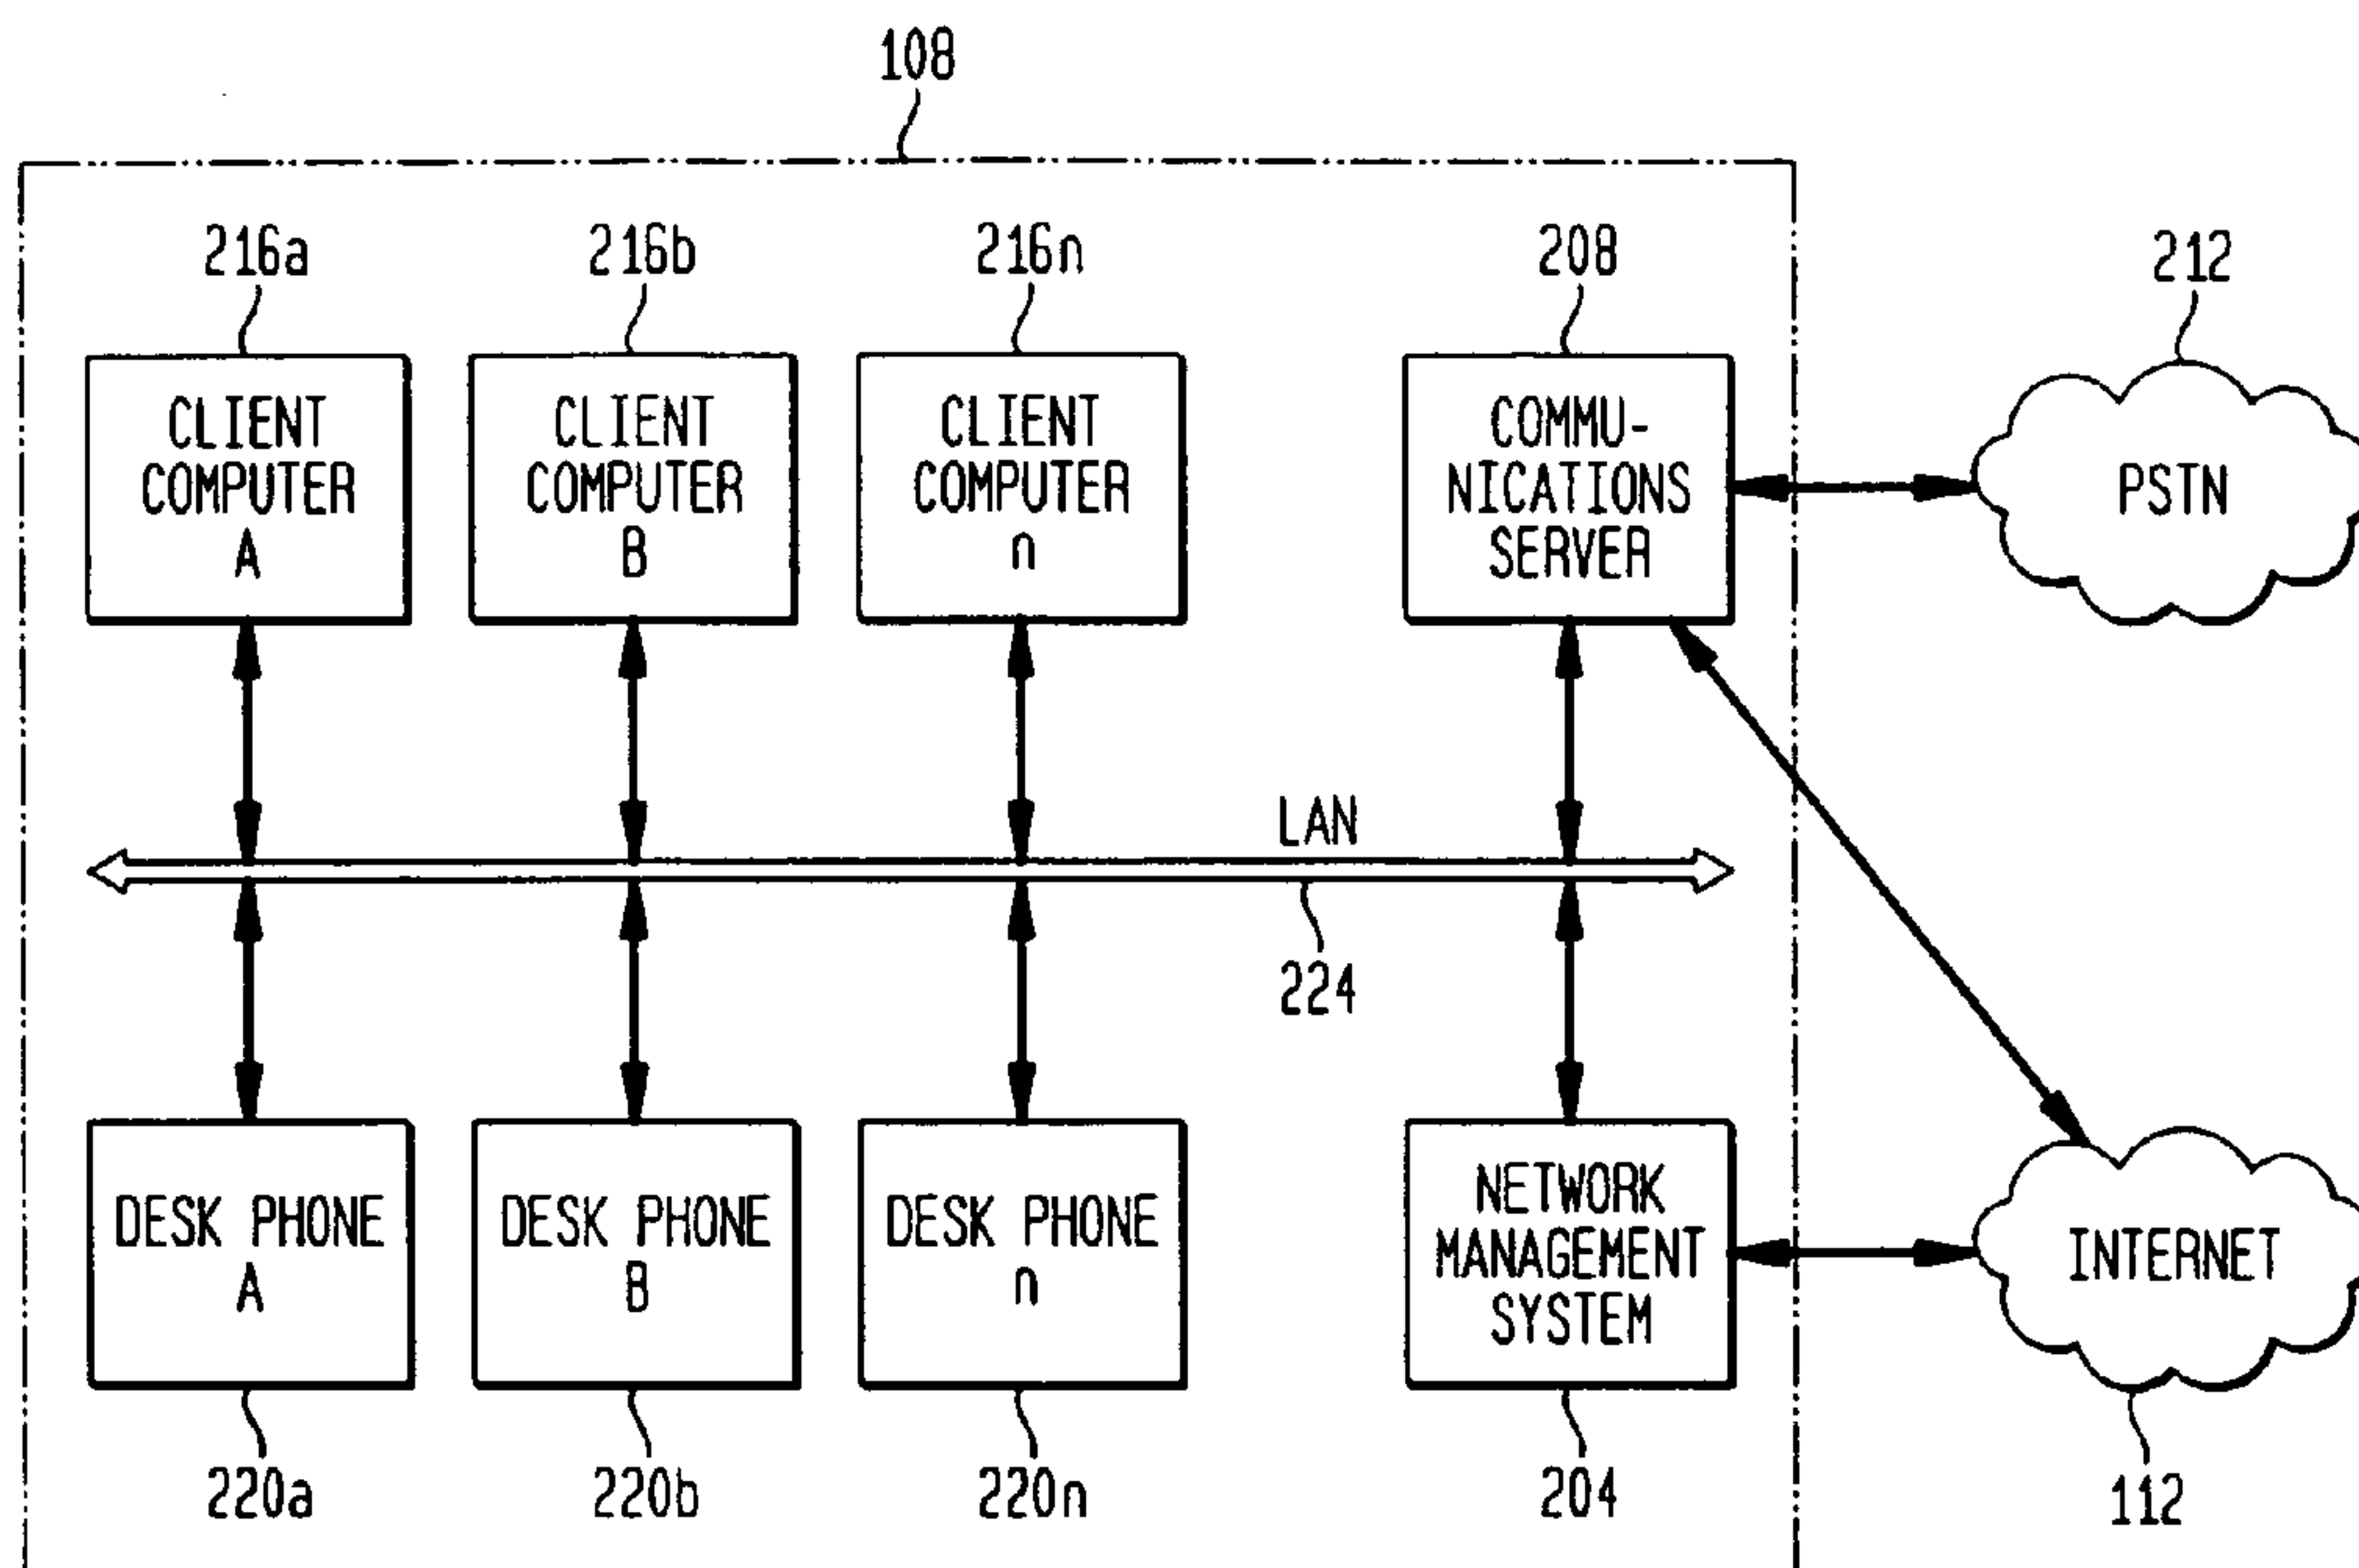 108
216a
216b
216n
208
212
CLIENT
COMPUTER
A
CLIENT
COMPUTER
B
CLIENT
COMPUTER
n
COMMU-
NICATIONS
SERVER
PSTN
LAN
224
DESK PHONE
A
DESK PHONE
B
DESK PHONE
n
NETWORK
MANAGEMENT
SYSTEM
INTERNET
220a
220b
220n
204
112